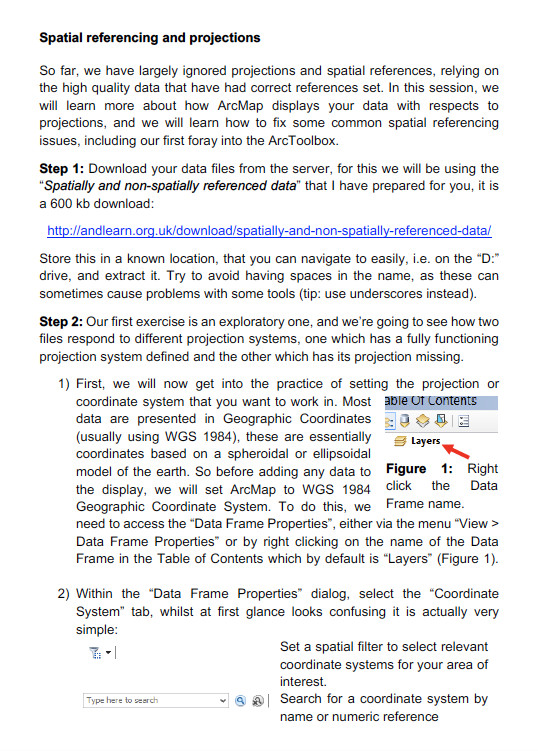 Spatial referencing and projections
So far, we have largely ignored projections and spatial references, relying on
the high quality data that have had correct references set. In this session, we
will learn more about how ArcMap displays your data with respects to
projections, and we will learn how to fix some common spatial referencing
issues, including our first foray into the ArcToolbox.
Step 1: Download your data files from the server, for this we will be using the
“Spatially and non-spatially referenced data” that I have prepared for you, it is
a 600 kb download:
http://andlearn.org.uk/download/spatially-and-non-spatially-referenced-data/
Store this in a known location, that you can navigate to easily, i.e. on the “D:”
drive, and extract it. Try to avoid having spaces in the name, as these can
sometimes cause problems with some tools (tip: use underscores instead).
Step 2: Our first exercise is an exploratory one, and we’re going to see how two
files respond to different projection systems, one which has a fully functioning
projection system defined and the other which has its projection missing.
1) First, we will now get into the practice of setting the projection or
coordinate system that you want to work in. Most
data are presented in Geographic Coordinates
(usually using WGS 1984), these are essentially
coordinates based on a spheroidal or ellipsoidal
model of the earth. So before adding any data to
the display, we will set ArcMap to WGS 1984
Geographic Coordinate System. To do this, we
need to access the “Data Frame Properties”, either via the menu “View >
Data Frame Properties” or by right clicking on the name of the Data
Frame in the Table of Contents which by default is “Layers” (Figure 1).
able Of Contents
Layers
Figure 1: Right
click the Data
Frame name.
2) Within the “Data Frame Properties” dialog, select the “Coordinate
System” tab, whilst at first glance looks confusing it is actually very
simple:
Set a spatial filter to select relevant
coordinate systems for your area of
interest.
Type here to search
Search for a coordinate system by
name or numeric reference